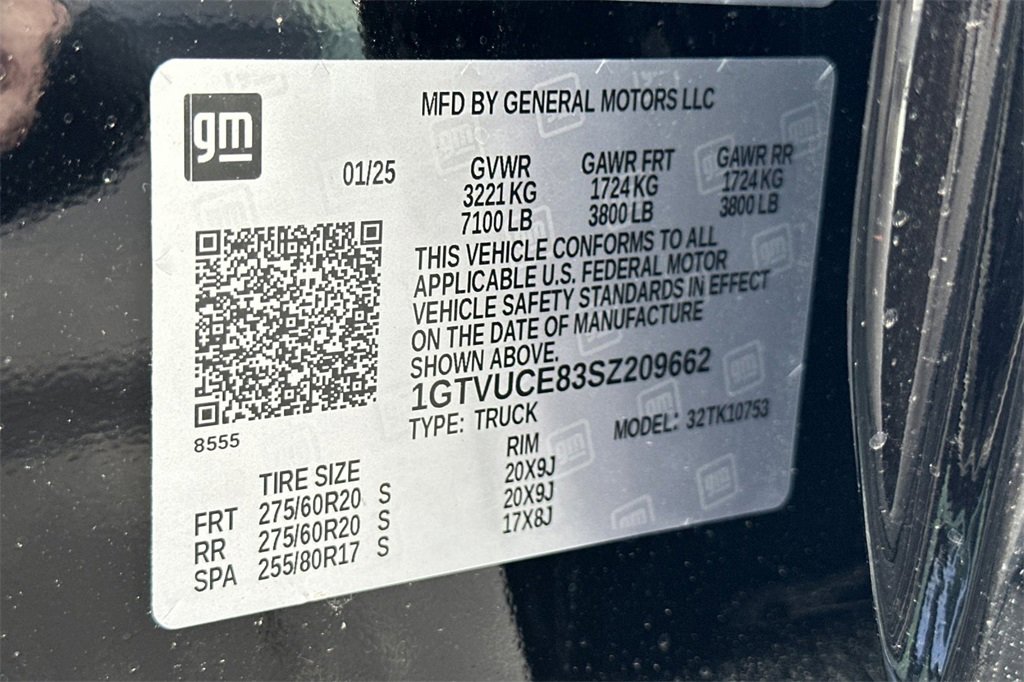 gm
MFD BY GENERAL MOTORS LLC
01/25 GVWR GAWR FRT GAWR RR
3221 KG 1724 KG 1724 KG
7100 LB 3800 LB 3800 LB
THIS VEHICLE CONFORMS TO ALL
APPLICABLE U.S. FEDERAL MOTOR
VEHICLE SAFETY STANDARDS IN EFFECT
ON THE DATE OF MANUFACTURE
SHOWN ABOVE.
1GTVUCE83SZ209662
TYPE: TRUCK MODEL: 32TK10753
8555
TIRE SIZE RIM
FRT 275/60R20 S 20X9J
RR 275/60R20 S 20X9J
SPA 255/80R17 S 17X8J